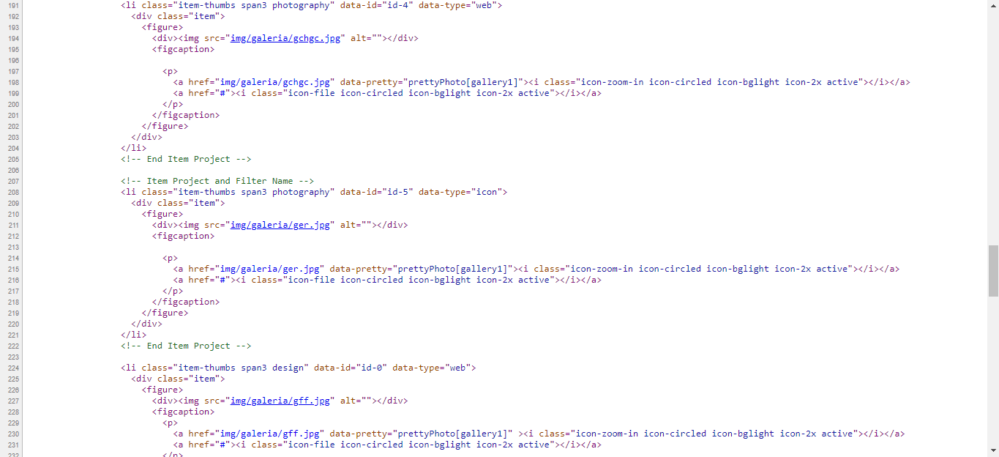 191 <li class="item-thumbs span3 photography" data-id="id-4" data-type="web">
192 <div class="item">
193 <figure>
194 <div><img src="img/galeria/gchgc.jpg" alt=""></div>
195 <figcaption>
196
197 <p>
198 <a href="img/galeria/gchgc.jpg" data-pretty="prettyPhoto[gallery1]"><i class="icon-zoom-in icon-circled icon-bglight icon-2x active"></i></a>
199 <a href="#"><i class="icon-file icon-circled icon-bglight icon-2x active"></i></a>
200 </p>
201 </figcaption>
202 </figure>
203 </div>
204 </li>
205 <!-- End Item Project -->
206
207 <!-- Item Project and Filter Name -->
208 <li class="item-thumbs span3 photography" data-id="id-5" data-type="icon">
209 <div class="item">
210 <figure>
211 <div><img src="img/galeria/ger.jpg" alt=""></div>
212 <figcaption>
213
214 <p>
215 <a href="img/galeria/ger.jpg" data-pretty="prettyPhoto[gallery1]"><i class="icon-zoom-in icon-circled icon-bglight icon-2x active"></i></a>
216 <a href="#"><i class="icon-file icon-circled icon-bglight icon-2x active"></i></a>
217 </p>
218 </figcaption>
219 </figure>
220 </div>
221 </li>
222 <!-- End Item Project -->
223
224 <li class="item-thumbs span3 design" data-id="id-0" data-type="web">
225 <div class="item">
226 <figure>
227 <div><img src="img/galeria/gff.jpg" alt=""></div>
228 <figcaption>
229 <p>
230 <a href="img/galeria/gff.jpg" data-pretty="prettyPhoto[gallery1]" ><i class="icon-zoom-in icon-circled icon-bglight icon-2x active"></i></a>
231 <a href="#"><i class="icon-file icon-circled icon-bglight icon-2x active"></i></a>
232 </p>